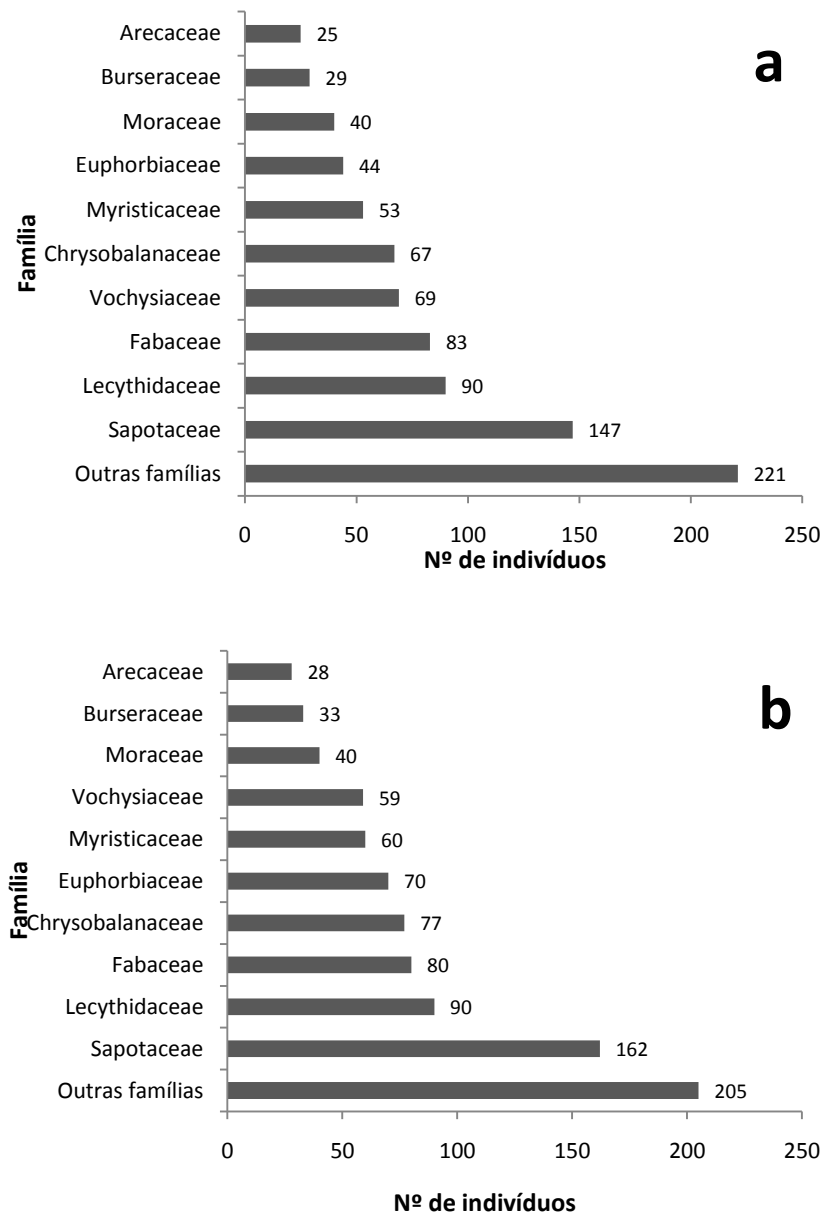 a
Família
Arecaceae 25
Burseraceae 29
Moraceae 40
Euphorbiaceae 44
Myristicaceae 53
Chrysobalanaceae 67
Vochysiaceae 69
Fabaceae 83
Lecythidaceae 90
Sapotaceae 147
Outras famílias 221
0 50 100 150 200 250
Nº de indivíduos
b
Família
Arecaceae 28
Burseraceae 33
Moraceae 40
Vochysiaceae 59
Myristicaceae 60
Euphorbiaceae 70
Chrysobalanaceae 77
Fabaceae 80
Lecythidaceae 90
Sapotaceae 162
Outras famílias 205
0 50 100 150 200 250
Nº de indivíduos